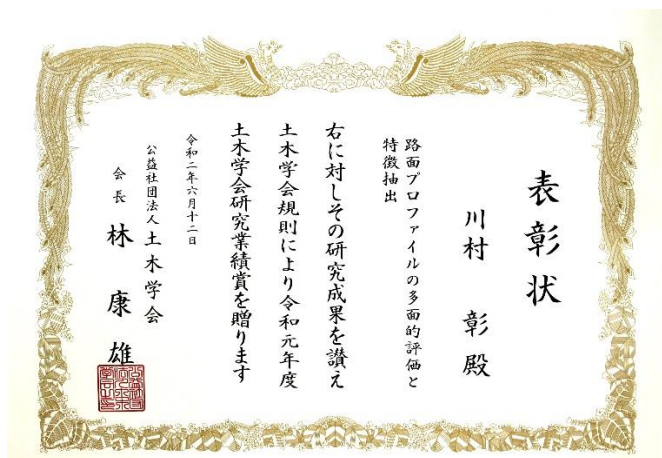 表彰状
川村 彰殿
路面プロファイルの多面的評価と
特徴抽出
右に対しその研究成果を讃え
土木学会規則により令和元年度
土木学会研究業績賞を贈ります
令和二年六月十二日
公益社団法人土木学会
会長 林 康雄